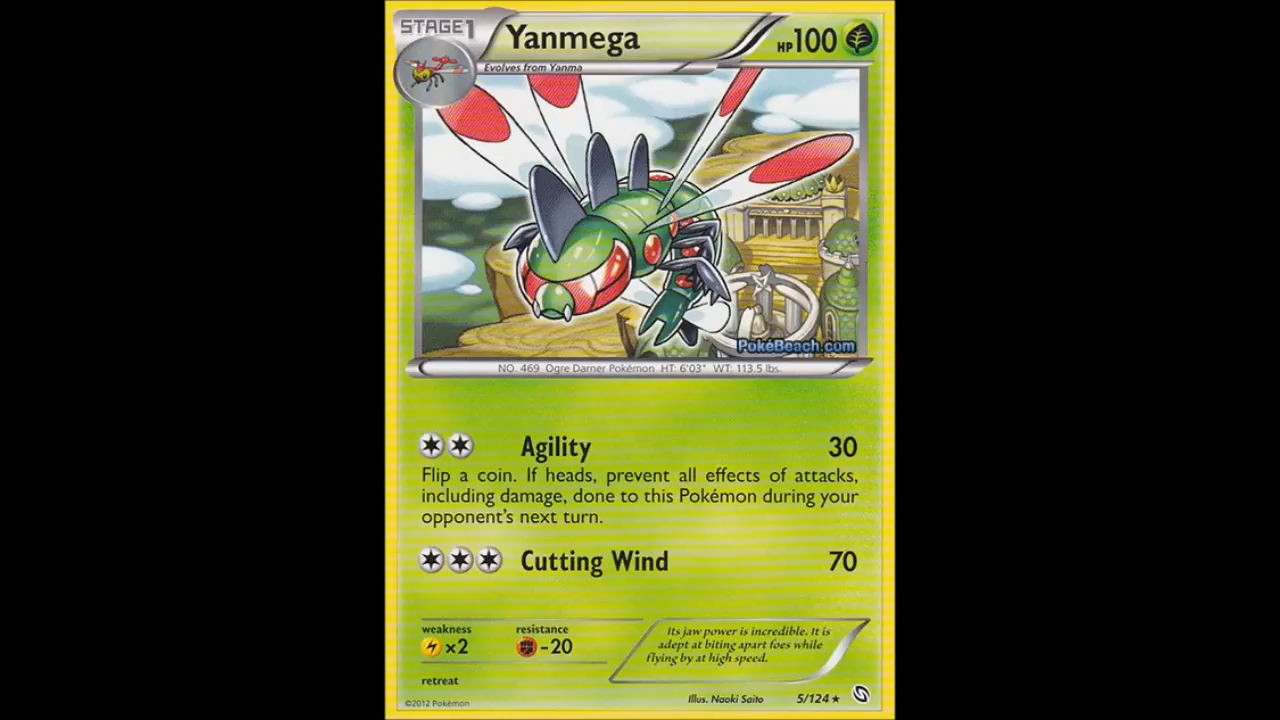 STAGE1
Yanmega
HP100
Evolves from Yanma
PokéBeach.com
NO. 469 Ogre Darner Pokémon HT: 6'03" WT: 113.5 lbs.
Agility 30
Flip a coin. If heads, prevent all effects of attacks,
including damage, done to this Pokémon during your
opponent's next turn.
Cutting Wind 70
weakness resistance
×2 -20
Its jaw power is incredible. It is
adept at biting apart foes while
flying by at high speed.
retreat
©2012 Pokémon
Illus. Naoki Saito
5/124